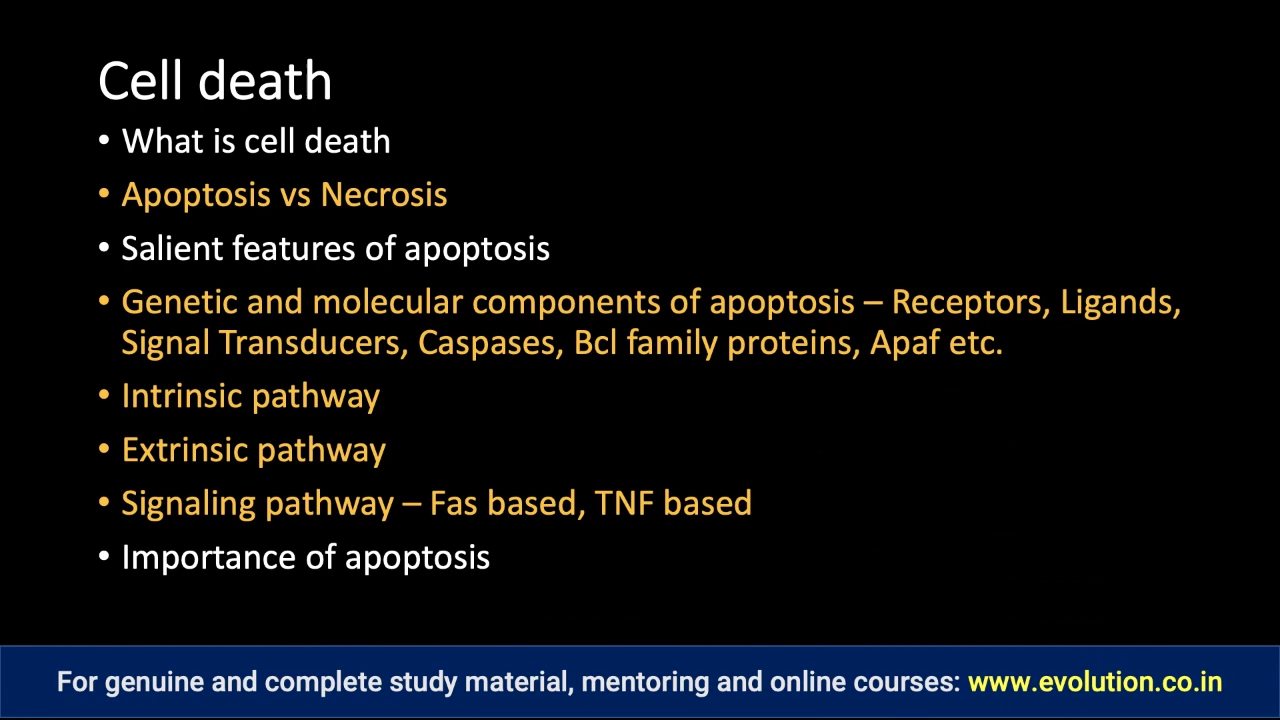 Cell death
• What is cell death
• Apoptosis vs Necrosis
• Salient features of apoptosis
• Genetic and molecular components of apoptosis – Receptors, Ligands,
Signal Transducers, Caspases, Bcl family proteins, Apaf etc.
• Intrinsic pathway
• Extrinsic pathway
• Signaling pathway – Fas based, TNF based
• Importance of apoptosis
For genuine and complete study material, mentoring and online courses: www.evolution.co.in